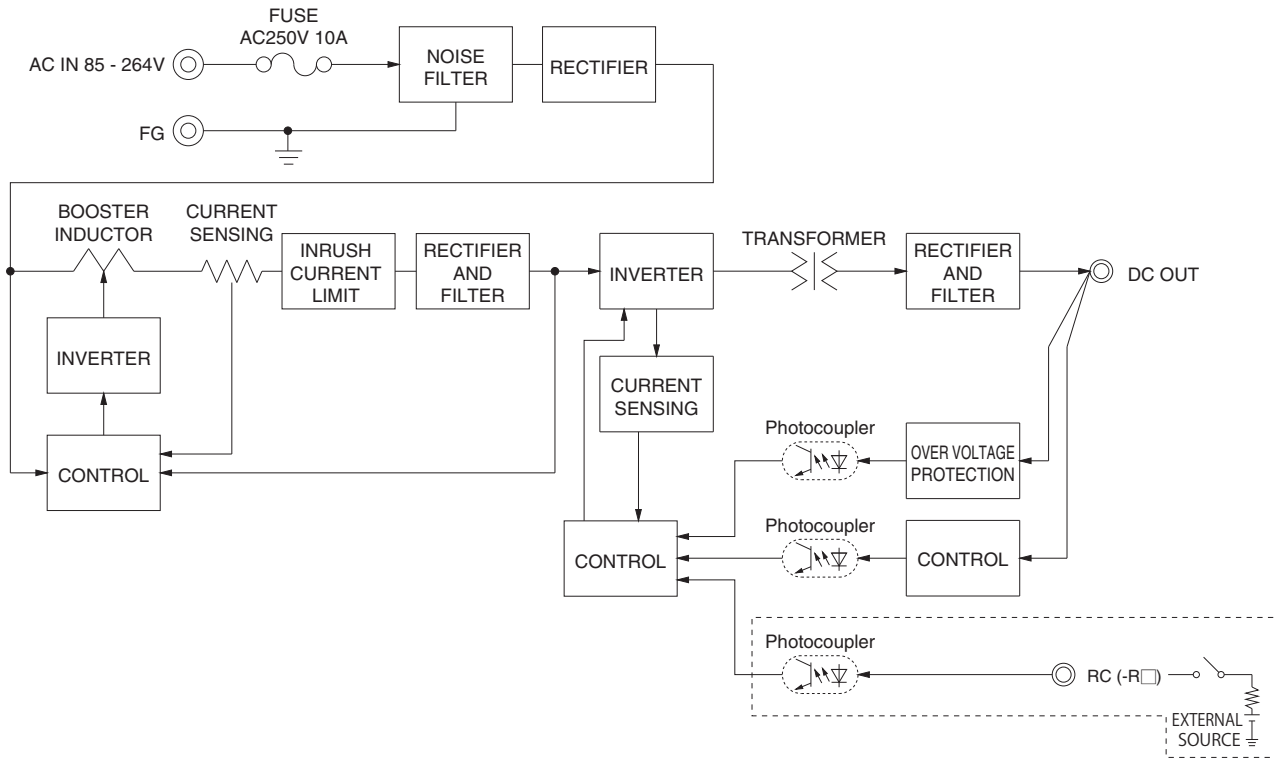 FUSE
AC250V 10A
AC IN 85 - 264V
NOISE
FILTER
RECTIFIER
FG
BOOSTER
INDUCTOR
CURRENT
SENSING
INRUSH
CURRENT
LIMIT
RECTIFIER
AND
FILTER
INVERTER
TRANSFORMER
RECTIFIER
AND
FILTER
DC OUT
INVERTER
CURRENT
SENSING
CONTROL
Photocoupler
OVER VOLTAGE
PROTECTION
CONTROL
Photocoupler
CONTROL
Photocoupler
RC (-R□)
EXTERNAL
SOURCE